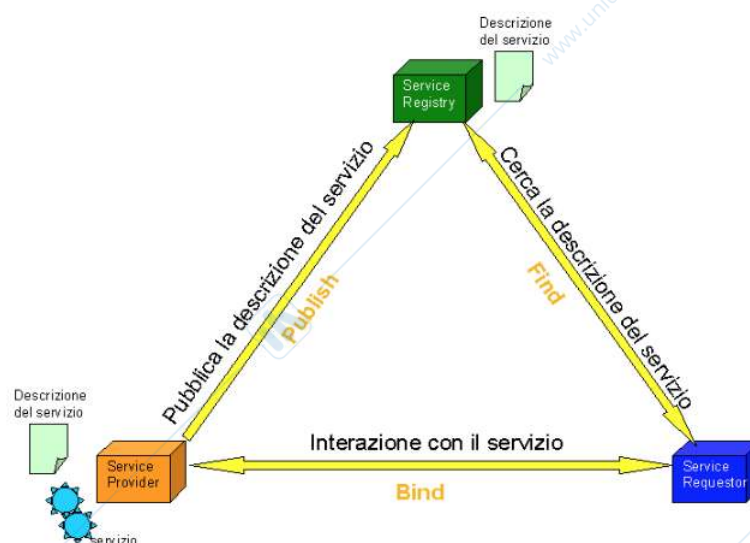 Descrizione
del servizio
Service
Registry
Pubblica la descrizione del servizio
Publish
Cerca la descrizione del servizio
Find
Descrizione
del servizio
Interazione con il servizio
Bind
Service
Provider
Service
Requestor
servizio